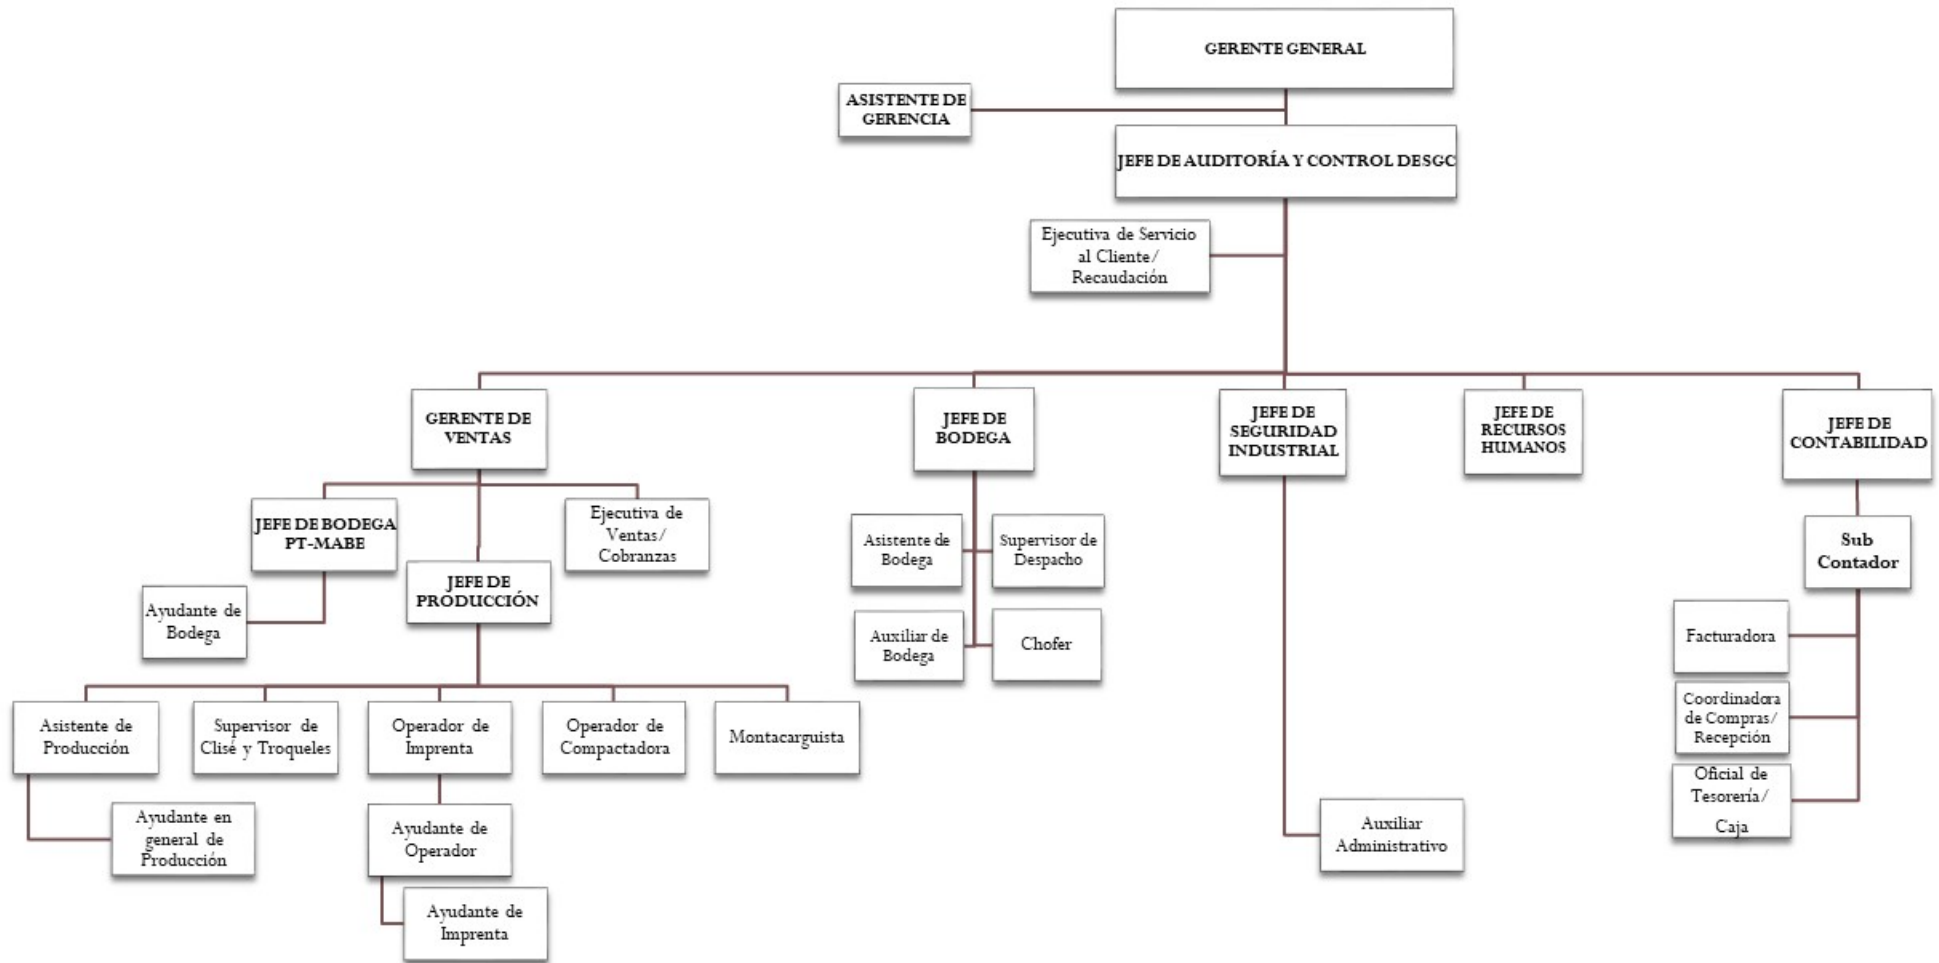 GERENTE GENERAL
ASISTENTE DE
GERENCIA
JEFE DE AUDITORÍA Y CONTROL DESGC
Ejecutiva de Servicio
al Cliente/
Recaudación
GERENTE DE
VENTAS
JEFE DE
BODEGA
JEFE DE
SEGURIDAD
INDUSTRIAL
JEFE DE
RECURSOS
HUMANOS
JEFE DE
CONTABILIDAD
JEFE DE BODEGA
PT-MABE
Ejecutiva de
Ventas/
Cobranzas
Asistente de
Bodega
Supervisor de
Despacho
Sub
Contador
JEFE DE
PRODUCCIÓN
Ayudante de
Bodega
Auxiliar de
Bodega
Chofer
Facturadora
Coordinadora
de Compras/
Recepción
Oficial de
Tesorería/
Caja
Asistente de
Producción
Supervisor de
Clisé y Troqueles
Operador de
Imprenta
Operador de
Compactadora
Montacarguista
Ayudante en
general de
Producción
Ayudante de
Operador
Auxiliar
Administrativo
Ayudante de
Imprenta